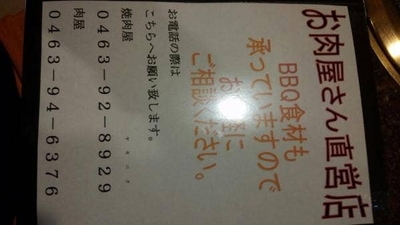 お肉屋さん直営店
BBQ食材も
承っていますので
お気軽に
ご相談ください。
お電話の際は
こちらへお願い致します。
焼肉屋
0463-92-8929
肉屋
0463-94-6376